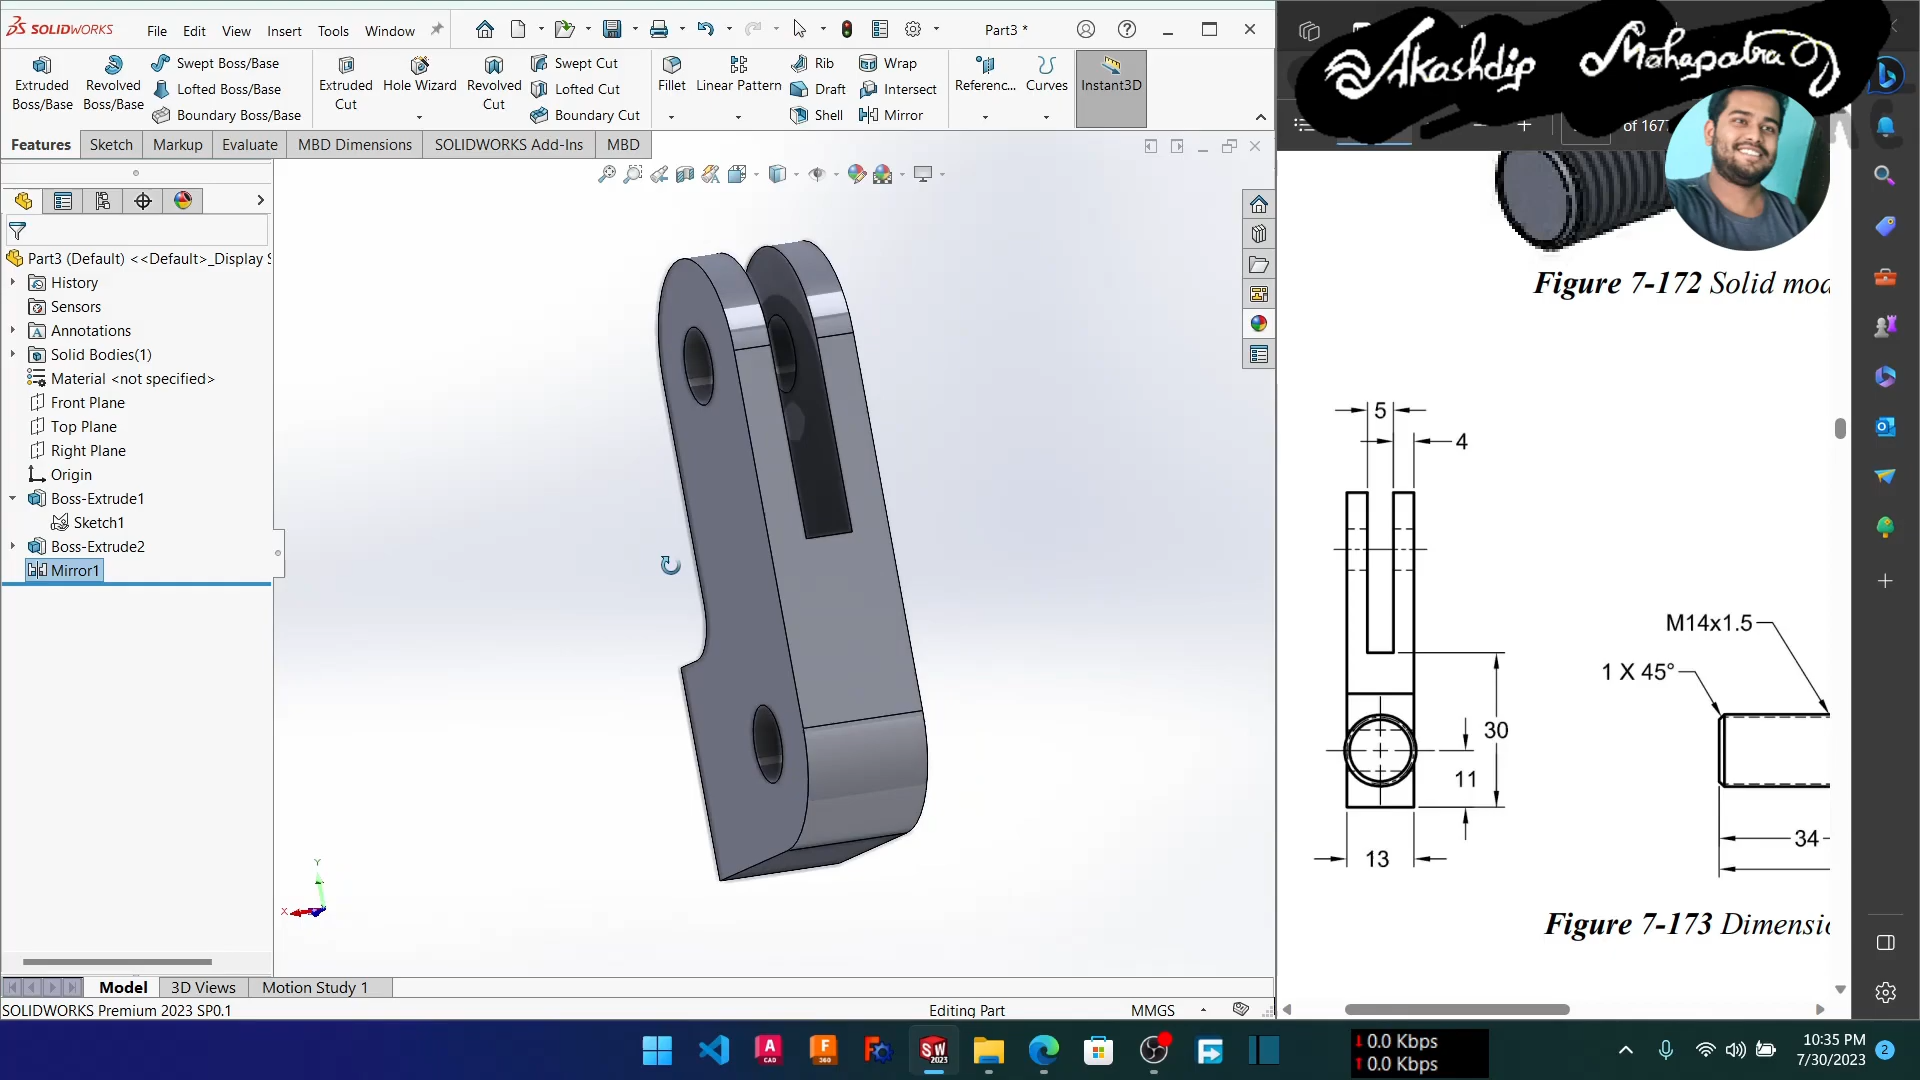 SOLIDWORKS File Edit View Insert Tools Window Part3 *
Extruded Boss/Base Revolved Boss/Base Swept Boss/Base Lofted Boss/Base Boundary Boss/Base
Extruded Cut Hole Wizard Revolved Cut Swept Cut Lofted Cut Boundary Cut
Fillet Linear Pattern Rib Draft Shell Wrap Intersect Mirror
Referenc... Curves Instant3D
Features Sketch Markup Evaluate MBD Dimensions SOLIDWORKS Add-Ins MBD
Part3 (Default) <<Default>_Display S
History
Sensors
Annotations
Solid Bodies(1)
Material <not specified>
Front Plane
Top Plane
Right Plane
Origin
Boss-Extrude1
Sketch1
Boss-Extrude2
Mirror1
Y
X
Model 3D Views Motion Study 1
SOLIDWORKS Premium 2023 SP0.1 Editing Part MMGS
Akashdip Mahapatra
of 1677
Figure 7-172 Solid mod
5
4
M14x1.5
1 X 45°
30
11
34
13
Figure 7-173 Dimensio
0.0 Kbps
0.0 Kbps
10:35 PM
7/30/2023
2